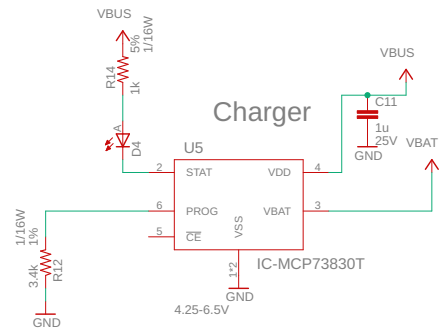 VBUS
5%
1/16W
R14
1k
A
D4
Charger
VBUS
C11
1u
25V
GND
VBAT
U5
2
STAT
VDD
4
6
PROG
VBAT
3
5
CE
VSS
1*2
IC-MCP73830T
GND
4.25-6.5V
1/16W
1%
3.4k
R12
GND